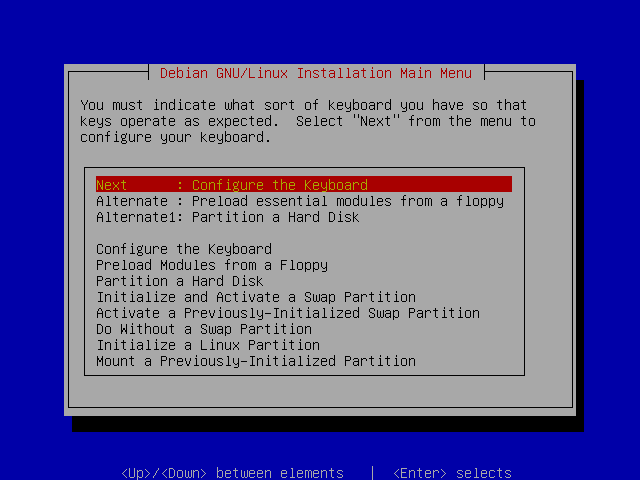 Debian GNU/Linux Installation Main Menu
You must indicate what sort of keyboard you have so that
keys operate as expected.  Select "Next" from the menu to
configure your keyboard.
Next      : Configure the Keyboard
Alternate : Preload essential modules from a floppy
Alternate1: Partition a Hard Disk
Configure the Keyboard
Preload Modules from a Floppy
Partition a Hard Disk
Initialize and Activate a Swap Partition
Activate a Previously-Initialized Swap Partition
Do Without a Swap Partition
Initialize a Linux Partition
Mount a Previously-Initialized Partition
<Up>/<Down> between elements   |  <Enter> selects